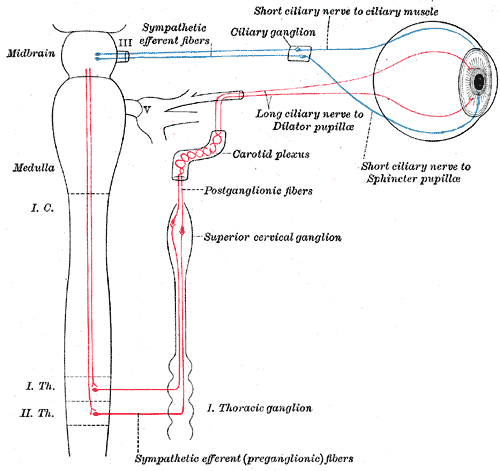 Short ciliary nerve to ciliary muscle
Sympathetic
efferent fibers
Ciliary ganglion
III
Midbrain
V
Long ciliary nerve to
Dilator pupillæ
Carotid plexus
Short ciliary nerve to
Sphincter pupillæ
Medulla
Postganglionic fibers
I. C.
Superior cervical ganglion
I. Th.
II. Th.
I. Thoracic ganglion
Sympathetic efferent (preganglionic) fibers